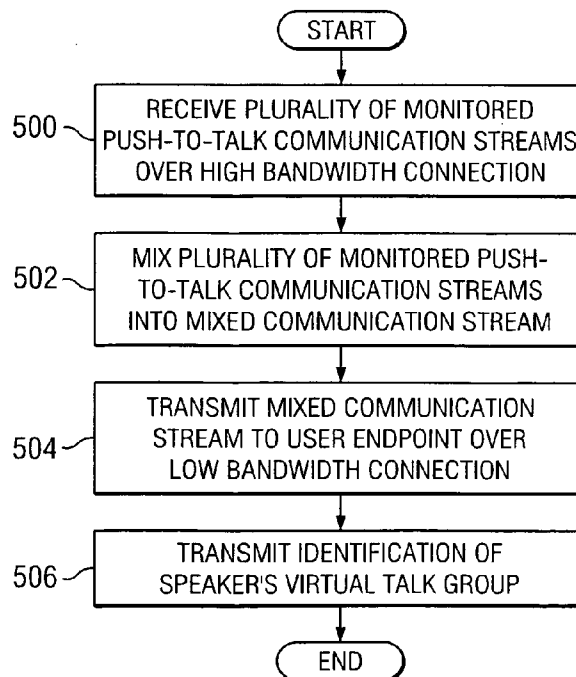 START
500
RECEIVE PLURALITY OF MONITORED
PUSH-TO-TALK COMMUNICATION STREAMS
OVER HIGH BANDWIDTH CONNECTION
502
MIX PLURALITY OF MONITORED PUSH-
TO-TALK COMMUNICATION STREAMS
INTO MIXED COMMUNICATION STREAM
504
TRANSMIT MIXED COMMUNICATION
STREAM TO USER ENDPOINT OVER
LOW BANDWIDTH CONNECTION
506
TRANSMIT IDENTIFICATION OF
SPEAKER'S VIRTUAL TALK GROUP
END